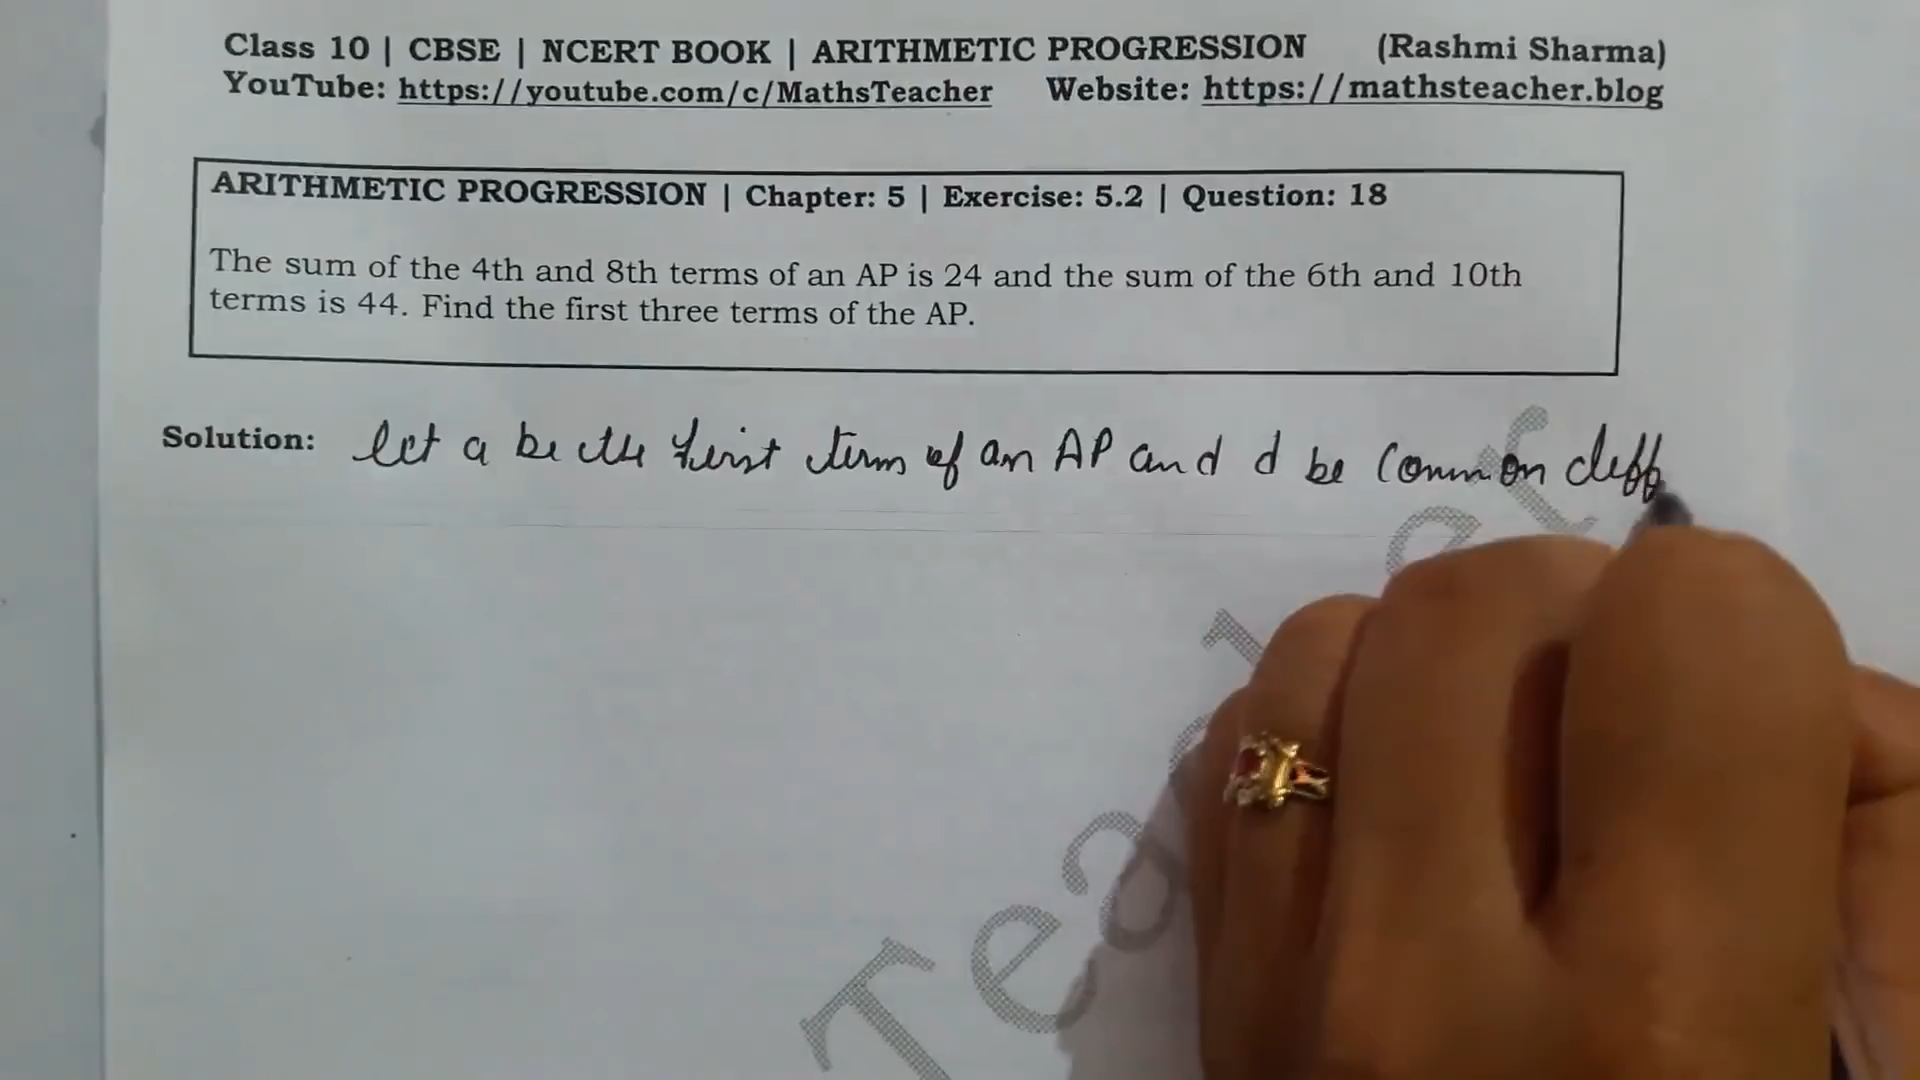 Class 10 | CBSE | NCERT BOOK | ARITHMETIC PROGRESSION (Rashmi Sharma)
YouTube: https://youtube.com/c/MathsTeacher Website: https://mathsteacher.blog
ARITHMETIC PROGRESSION | Chapter: 5 | Exercise: 5.2 | Question: 18
The sum of the 4th and 8th terms of an AP is 24 and the sum of the 6th and 10th
terms is 44. Find the first three terms of the AP.
Solution: let a be the first term of an AP and d be common diff